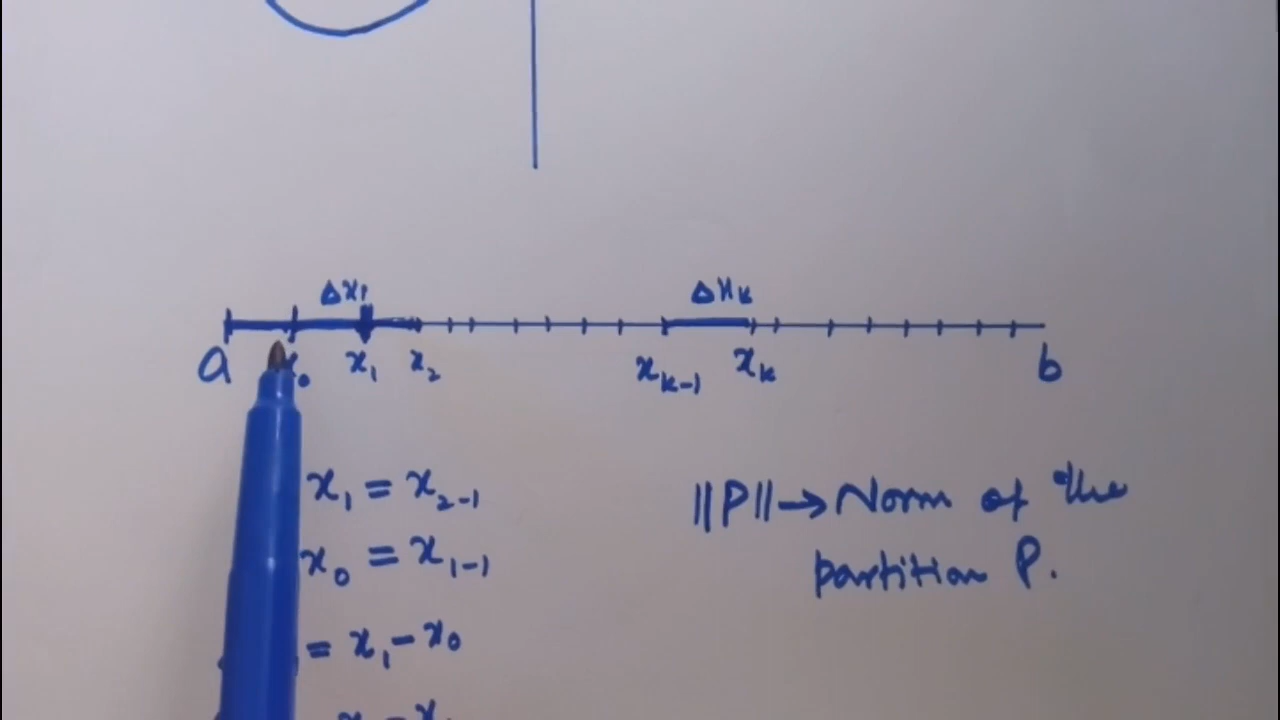 Δx₁ Δxₖ
a x₀ x₁ x₂ xₖ₋₁ xₖ b
x₁ = x₂₋₁
x₀ = x₁₋₁
= x₁ - x₀
||P|| → Norm of the
partition P.